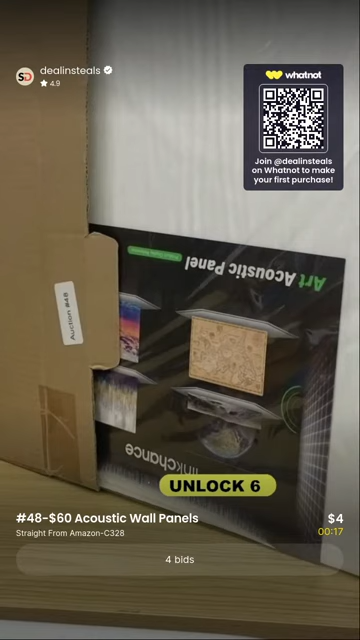 dealinsteals
4.9
SD
whatnot
Join @dealinsteals
on Whatnot to make
your first purchase!
Art Acoustic Panel
Auction #48
UNLOCK 6
#48-$60 Acoustic Wall Panels
$4
Straight From Amazon-C328
00:17
4 bids